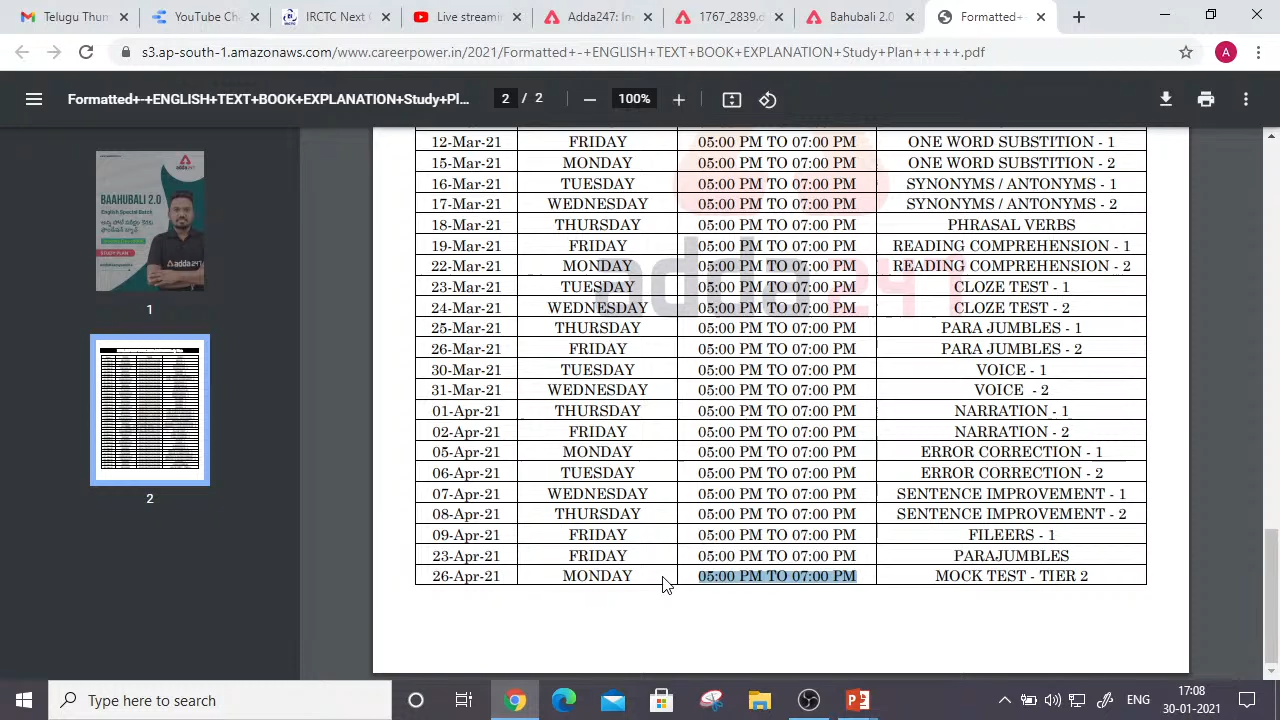 Telugu Thum
YouTube Ch
IRCTC Next G
Live streami
Adda247: In
1767_2839.d
Bahubali 2.0
Formatted+-
s3.ap-south-1.amazonaws.com/www.careerpower.in/2021/Formatted+-+ENGLISH+TEXT+BOOK+EXPLANATION+Study+Plan+++++.pdf
A
Formatted+-+ENGLISH+TEXT+BOOK+EXPLANATION+Study+Pl...
2 / 2
100%
adda247
BAAHUBALI 2.0
English Special Batch
STUDY PLAN
adda247
1
2
12-Mar-21 FRIDAY 05:00 PM TO 07:00 PM ONE WORD SUBSTITION - 1
15-Mar-21 MONDAY 05:00 PM TO 07:00 PM ONE WORD SUBSTITION - 2
16-Mar-21 TUESDAY 05:00 PM TO 07:00 PM SYNONYMS / ANTONYMS - 1
17-Mar-21 WEDNESDAY 05:00 PM TO 07:00 PM SYNONYMS / ANTONYMS - 2
18-Mar-21 THURSDAY 05:00 PM TO 07:00 PM PHRASAL VERBS
19-Mar-21 FRIDAY 05:00 PM TO 07:00 PM READING COMPREHENSION - 1
22-Mar-21 MONDAY 05:00 PM TO 07:00 PM READING COMPREHENSION - 2
23-Mar-21 TUESDAY 05:00 PM TO 07:00 PM CLOZE TEST - 1
24-Mar-21 WEDNESDAY 05:00 PM TO 07:00 PM CLOZE TEST - 2
25-Mar-21 THURSDAY 05:00 PM TO 07:00 PM PARA JUMBLES - 1
26-Mar-21 FRIDAY 05:00 PM TO 07:00 PM PARA JUMBLES - 2
30-Mar-21 TUESDAY 05:00 PM TO 07:00 PM VOICE - 1
31-Mar-21 WEDNESDAY 05:00 PM TO 07:00 PM VOICE - 2
01-Apr-21 THURSDAY 05:00 PM TO 07:00 PM NARRATION - 1
02-Apr-21 FRIDAY 05:00 PM TO 07:00 PM NARRATION - 2
05-Apr-21 MONDAY 05:00 PM TO 07:00 PM ERROR CORRECTION - 1
06-Apr-21 TUESDAY 05:00 PM TO 07:00 PM ERROR CORRECTION - 2
07-Apr-21 WEDNESDAY 05:00 PM TO 07:00 PM SENTENCE IMPROVEMENT - 1
08-Apr-21 THURSDAY 05:00 PM TO 07:00 PM SENTENCE IMPROVEMENT - 2
09-Apr-21 FRIDAY 05:00 PM TO 07:00 PM FILEERS - 1
23-Apr-21 FRIDAY 05:00 PM TO 07:00 PM PARAJUMBLES
26-Apr-21 MONDAY 05:00 PM TO 07:00 PM MOCK TEST - TIER 2
adda247
Type here to search
ENG
17:08
30-01-2021